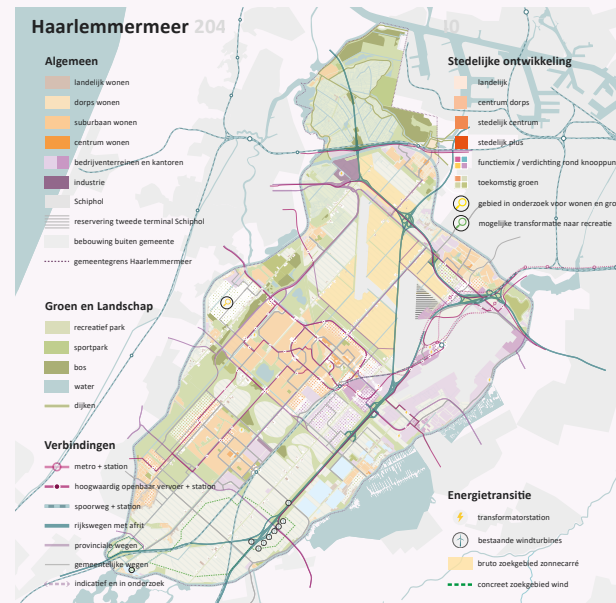 Haarlemmermeer 204
10
Algemeen
landelijk wonen
dorps wonen
suburbaan wonen
centrum wonen
bedrijventerreinen en kantoren
industrie
Schiphol
reservering tweede terminal Schiphol
bebouwing buiten gemeente
gemeentegrens Haarlemmermeer
Groen en Landschap
recreatief park
sportpark
bos
water
dijken
Verbindingen
metro + station
hoogwaardig openbaar vervoer + station
spoorweg + station
rijkswegen met afrit
provinciale wegen
gemeentelijke wegen
indicatief en in onderzoek
Stedelijke ontwikkeling
landelijk
centrum dorps
stedelijk centrum
stedelijk plus
functiemix / verdichting rond knooppun
toekomstig groen
gebied in onderzoek voor wonen en gro
mogelijke transformatie naar recreatie
Energietransitie
transformatorstation
bestaande windturbines
bruto zoekgebied zonnecarré
concreet zoekgebied wind